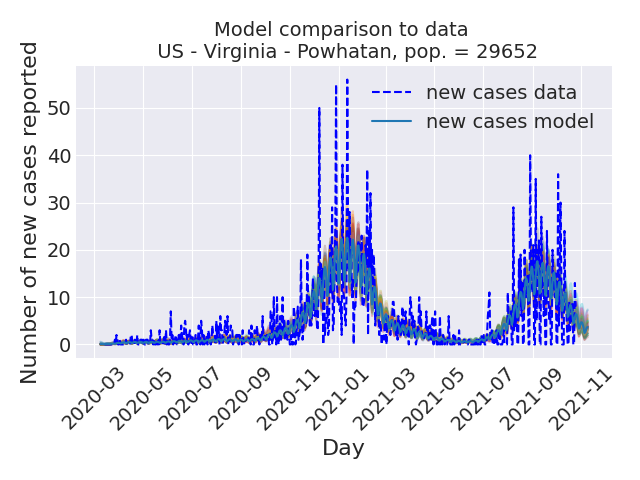 Model comparison to data
US - Virginia - Powhatan, pop. = 29652
Number of new cases reported
50
40
30
20
10
0
new cases data
new cases model
2020-03
2020-05
2020-07
2020-09
2020-11
2021-01
2021-03
2021-05
2021-07
2021-09
2021-11
Day